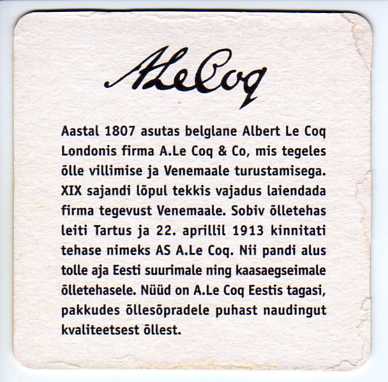 ALeCoq
Aastal 1807 asutas belglane Albert Le Coq
Londonis firma A.Le Coq & Co, mis tegeles
õlle villimise ja Venemaale turustamisega.
XIX sajandi lõpul tekkis vajadus laiendada
firma tegevust Venemaale. Sobiv õlletehas
leiti Tartus ja 22. aprillil 1913 kinnitati
tehase nimeks AS A.Le Coq. Nii pandi alus
tolle aja Eesti suurimale ning kaasaegseimale
õlletehasele. Nüüd on A.Le Coq Eestis tagasi,
pakkudes õllesõpradele puhast naudingut
kvaliteetsest õllest.